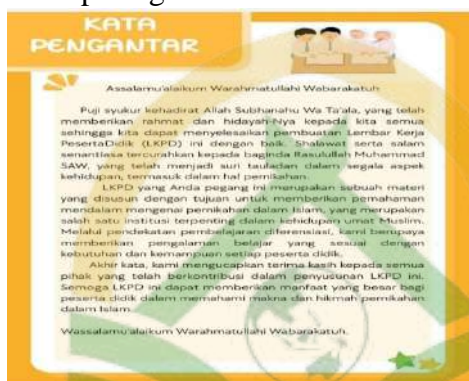 KATA
PENGANTAR
Assalamu'alaikum Warahmatullahi Wabarakatuh
Puji syukur kehadirat Allah Subhanahu Wa Ta'ala, yang telah
memberikan rahmat dan hidayah-Nya kepada kita semua
sehingga kita dapat menyelesaikan pembuatan Lembar Kerja
PesertaDidik (LKPD) ini dengan baik. Shalawat serta salam
senantiasa tercurahkan kepada baginda Rasulullah Muhammad
SAW, yang telah menjadi suri tauladan dalam segala aspek
kehidupan, termasuk dalam hal pernikahan.
LKPD yang Anda pegang ini merupakan sebuah materi
yang disusun dengan tujuan untuk memberikan pemahaman
mendalam mengenai pernikahan dalam Islam, yang merupakan
salah satu institusi terpenting dalam kehidupan umat Muslim.
Melalui pendekatan pembelajaran diferensiasi, kami berupaya
memberikan pengalaman belajar yang sesuai dengan
kebutuhan dan kemampuan setiap peserta didik.
Akhir kata, kami mengucapkan terima kasih kepada semua
pihak yang telah berkontribusi dalam penyusunan LKPD ini.
Semoga LKPD ini dapat memberikan manfaat yang besar bagi
peserta didik dalam memahami makna dan hikmah pernikahan
dalam Islam.
Wassalamu'alaikum Warahmatullahi Wabarakatuh.